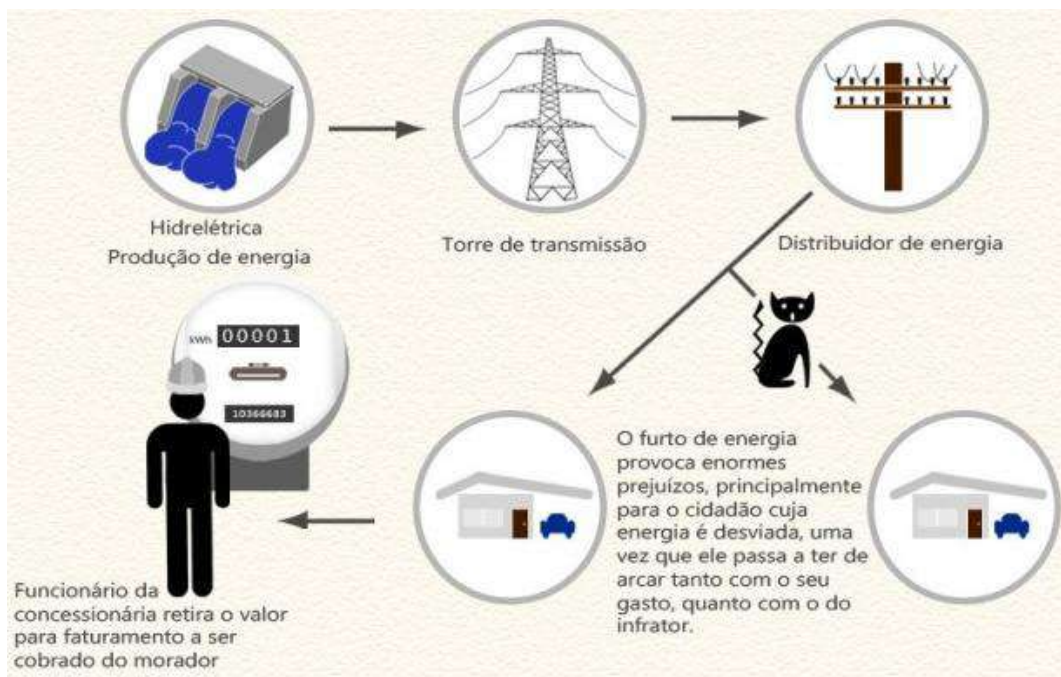 Hidrelétrica
Produção de energia
Torre de transmissão
Distribuidor de energia
kWh 00001
10366683
O furto de energia
provoca enormes
prejuízos, principalmente
para o cidadão cuja
energia é desviada, uma
vez que ele passa a ter de
arcar tanto com o seu
gasto, quanto com o do
infrator.
Funcionário da
concessionária retira o valor
para faturamento a ser
cobrado do morador